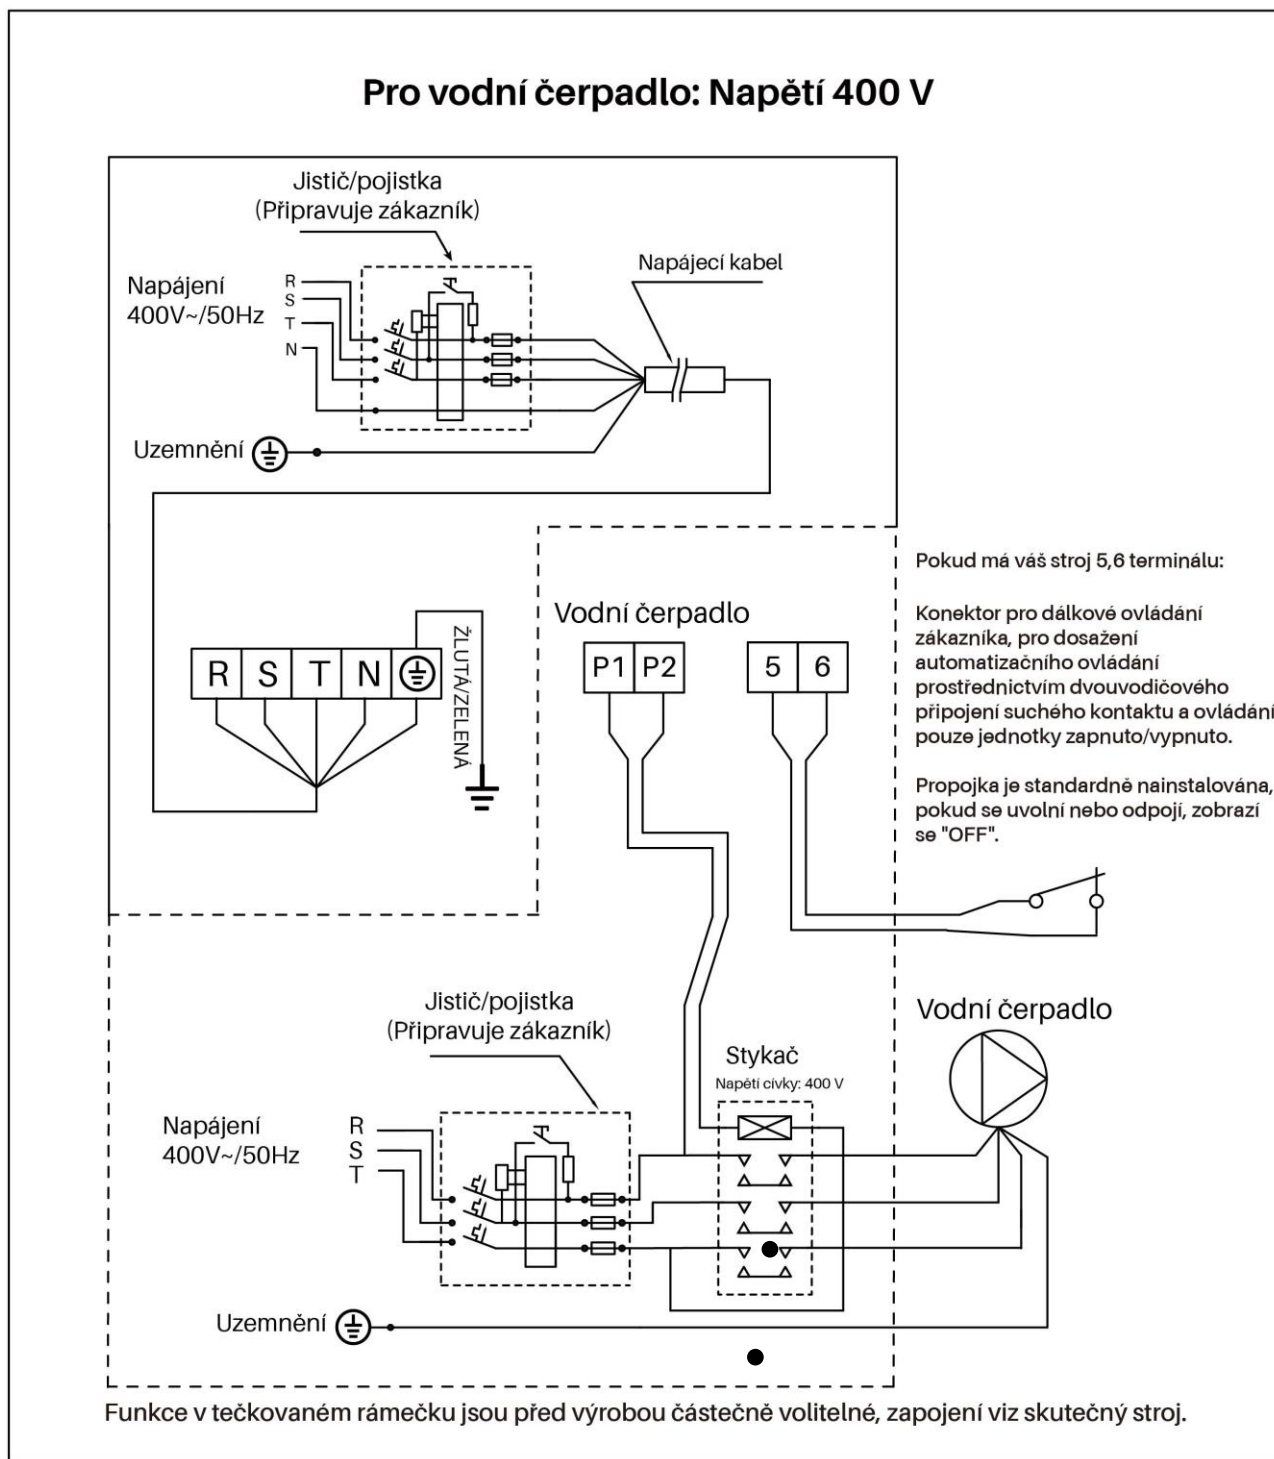 Pro vodní čerpadlo: Napětí 400 V
Jistič/pojistka
(Připravuje zákazník)
Napájecí kabel
Napájení
400V~/50Hz
R
S
T
N
Uzemnění
R S T N
ŽLUTÁ/ZELENÁ
Vodní čerpadlo
P1 P2
5 6
Pokud má váš stroj 5,6 terminálu:
Konektor pro dálkové ovládání
zákazníka, pro dosažení
automatizačního ovládání
prostřednictvím dvouvodičového
připojení suchého kontaktu a ovládání
pouze jednotky zapnuto/vypnuto.
Propojka je standardně nainstalována,
pokud se uvolní nebo odpojí, zobrazí
se "OFF".
Jistič/pojistka
(Připravuje zákazník)
Stykač
Napětí cívky: 400 V
Vodní čerpadlo
Napájení
400V~/50Hz
R
S
T
Uzemnění
Funkce v tečkovaném rámečku jsou před výrobou částečně volitelné, zapojení viz skutečný stroj.